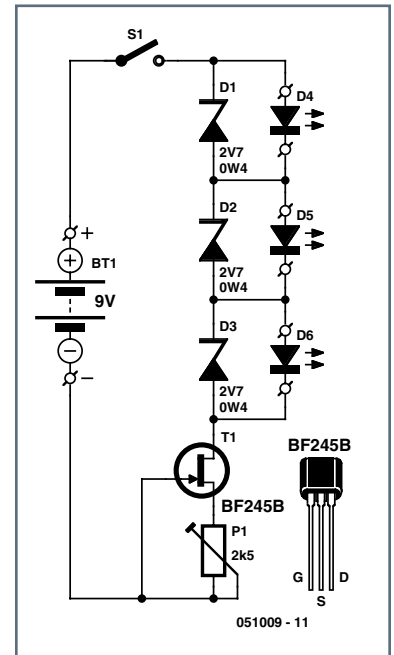 S1
D1
D4
2V7
0W4
D2
D5
+
BT1
2V7
0W4
9V
D3
D6
–
2V7
0W4
T1
BF245B
BF245B
P1
2k5
G
D
S
051009 - 11